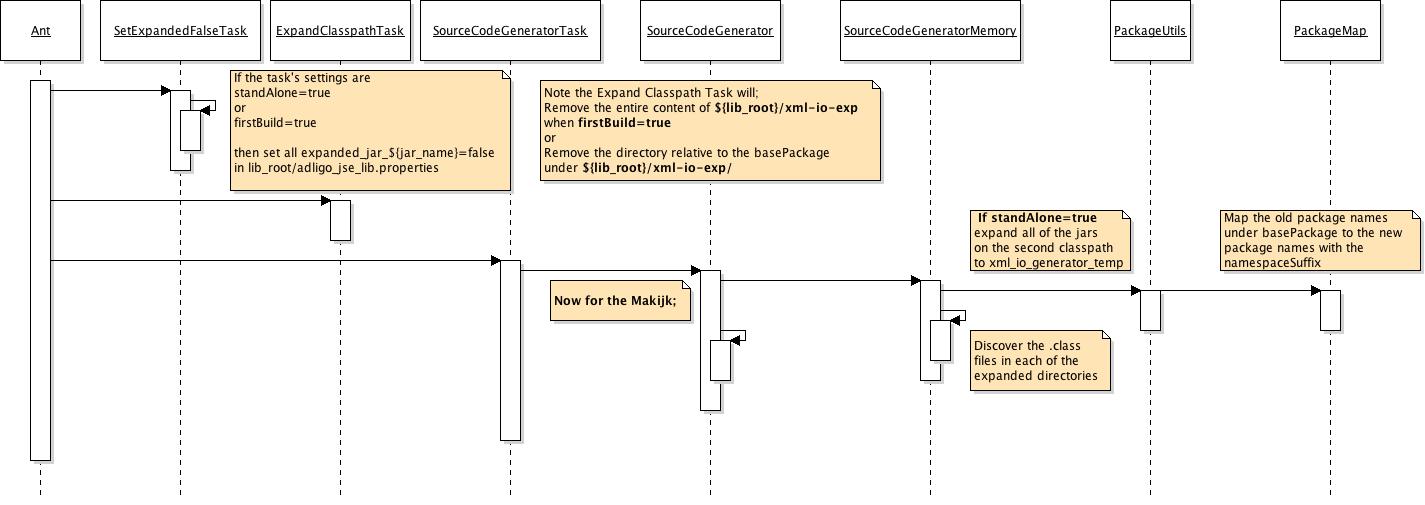 Ant
SetExpandedFalseTask
ExpandClasspathTask
SourceCodeGeneratorTask
SourceCodeGenerator
SourceCodeGeneratorMemory
PackageUtils
PackageMap
If the task's settings are
standAlone=true
or
firstBuild=true
then set all expanded_jar_${jar_name}=false
in lib_root/adligo_jse_lib.properties
Note the Expand Classpath Task will;
Remove the entire content of ${lib_root}/xml-io-exp
when firstBuild=true
or
Remove the directory relative to the basePackage
under ${lib_root}/xml-io-exp/
If standAlone=true
expand all of the jars
on the second classpath
to xml_io_generator_temp
Map the old package names
under basePackage to the new
package names with the
namespaceSuffix
Now for the Makijk;
Discover the .class
files in each of the
expanded directories